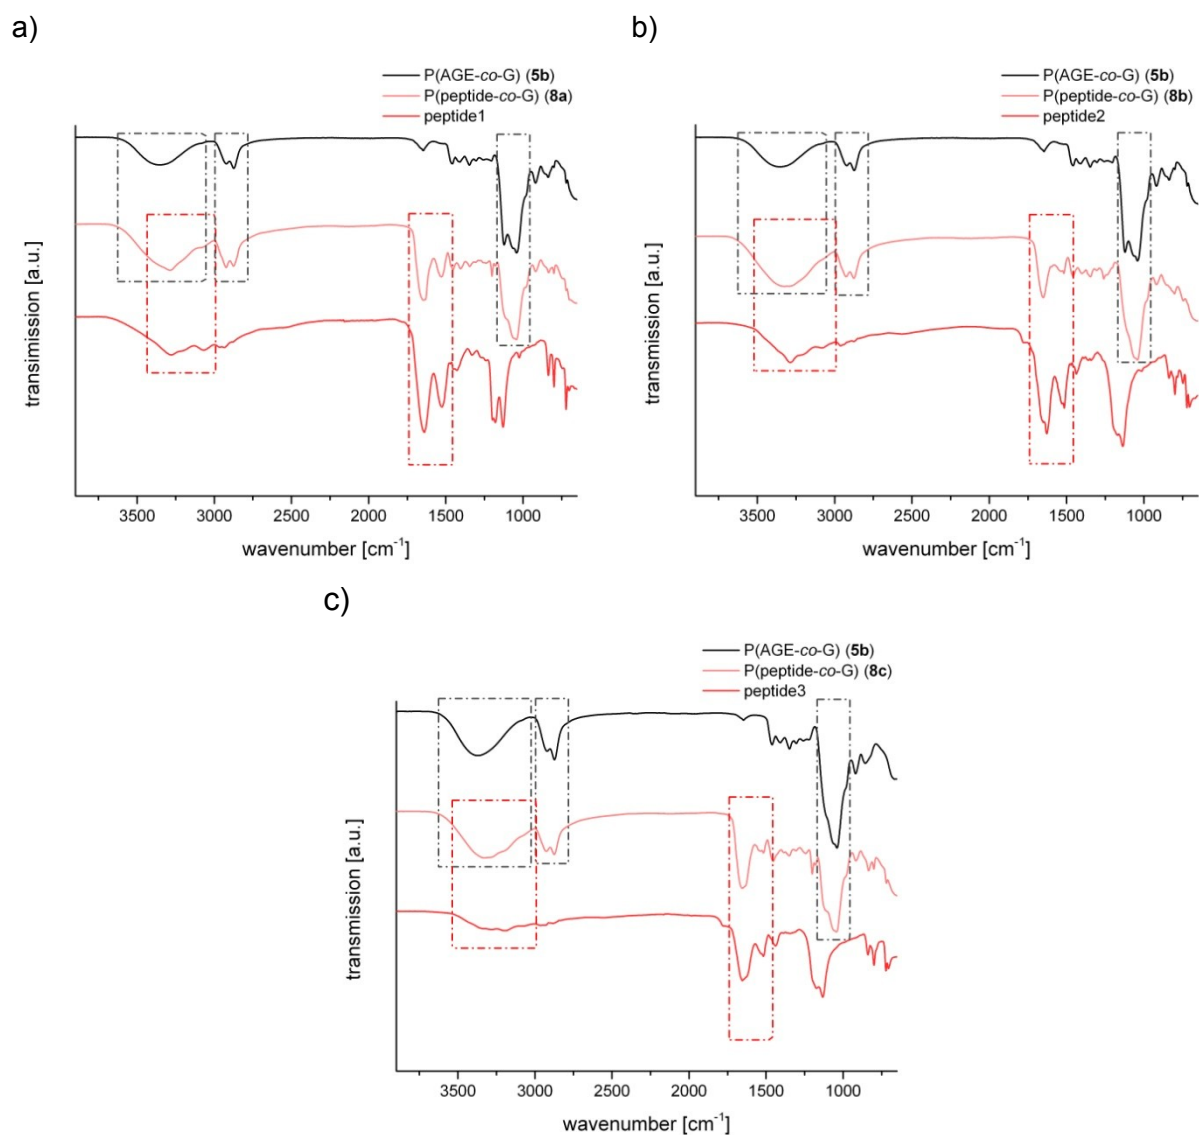 a)
P(AGE-co-G) (5b)
P(peptide-co-G) (8a)
peptide1
transmission [a.u.]
3500 3000 2500 2000 1500 1000
wavenumber [cm⁻¹]
b)
P(AGE-co-G) (5b)
P(peptide-co-G) (8b)
peptide2
transmission [a.u.]
3500 3000 2500 2000 1500 1000
wavenumber [cm⁻¹]
c)
P(AGE-co-G) (5b)
P(peptide-co-G) (8c)
peptide3
transmission [a.u.]
3500 3000 2500 2000 1500 1000
wavenumber [cm⁻¹]